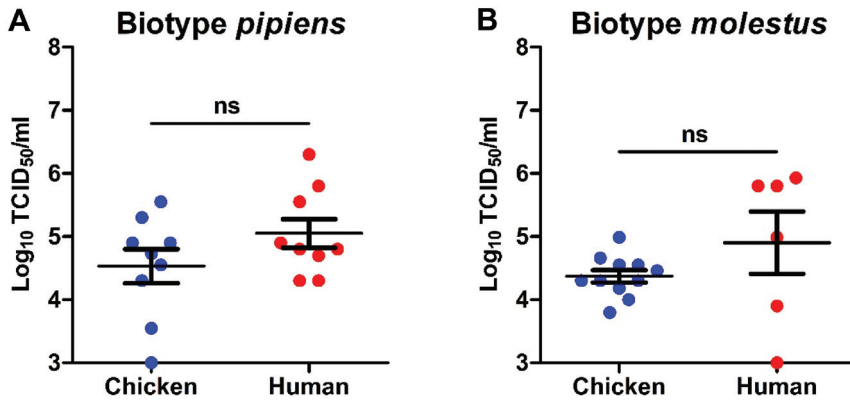 A
Biotype pipiens
8
7
6
5
4
3
Log10 TCID50/ml
ns
Chicken
Human
B
Biotype molestus
8
7
6
5
4
3
Log10 TCID50/ml
ns
Chicken
Human